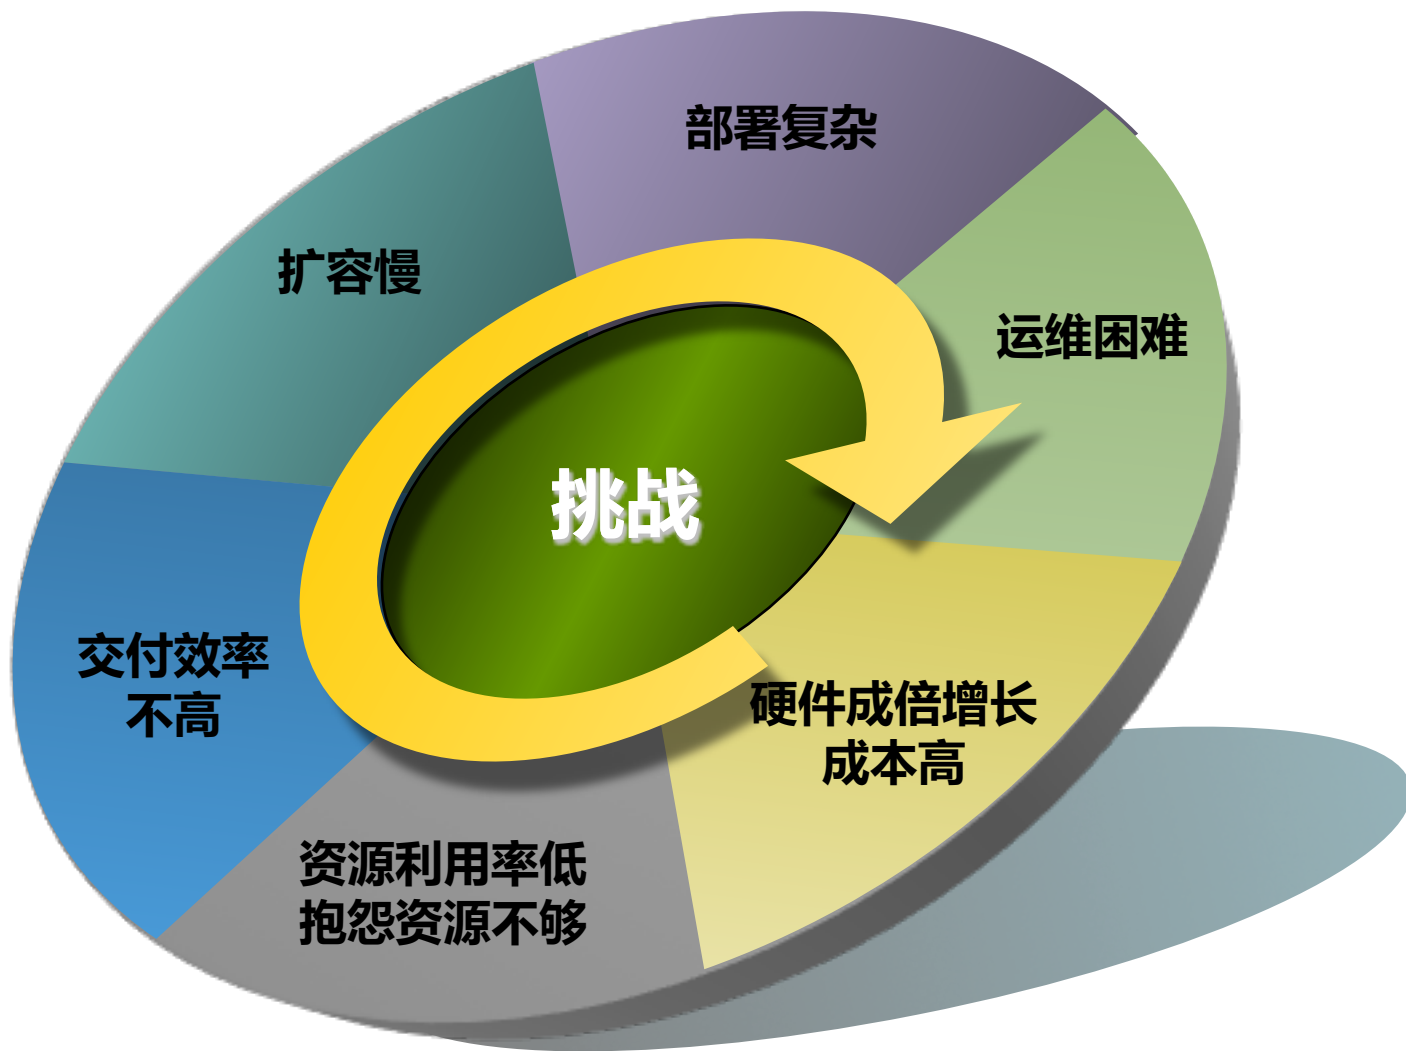 部署复杂
扩容慢
运维困难
挑战
交付效率
不高
硬件成倍增长
成本高
资源利用率低
抱怨资源不够